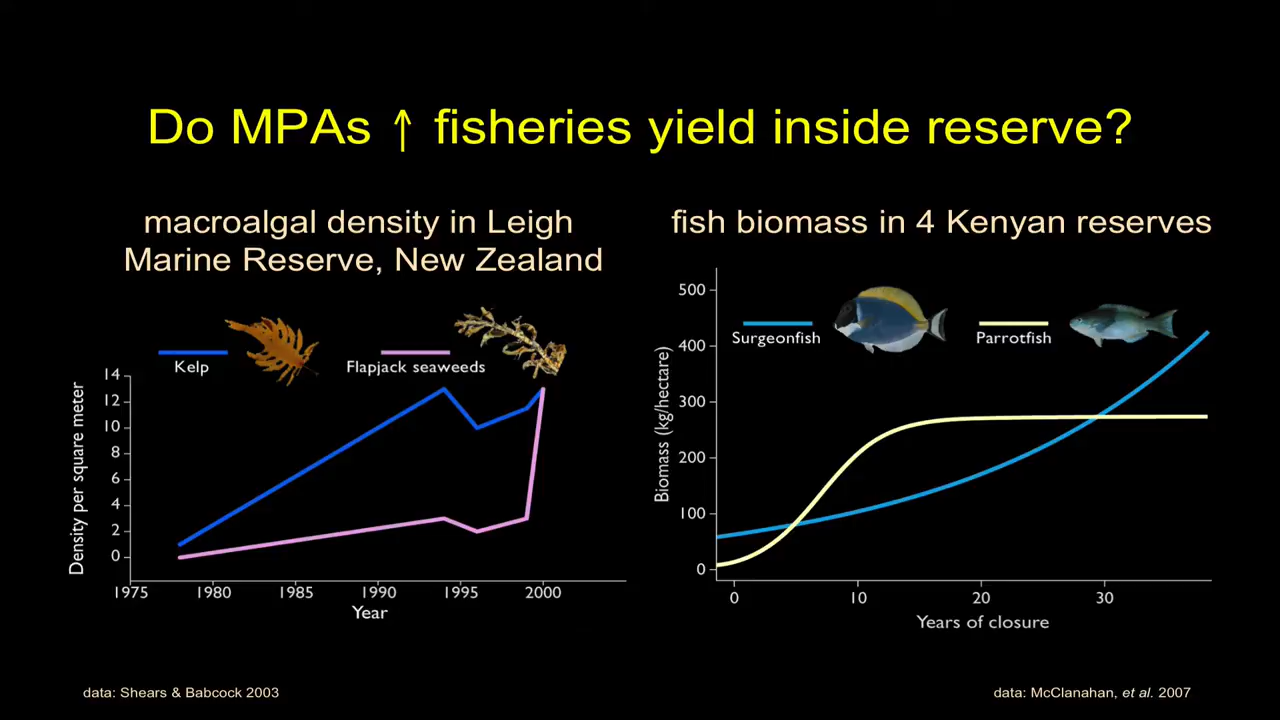 Do MPAs ↑ fisheries yield inside reserve?
macroalgal density in Leigh
Marine Reserve, New Zealand
Kelp
Flapjack seaweeds
Density per square meter
14
12
10
8
6
4
2
0
1975 1980 1985 1990 1995 2000
Year
data: Shears & Babcock 2003
fish biomass in 4 Kenyan reserves
Surgeonfish
Parrotfish
Biomass (kg/hectare)
500
400
300
200
100
0
0 10 20 30
Years of closure
data: McClanahan, et al. 2007